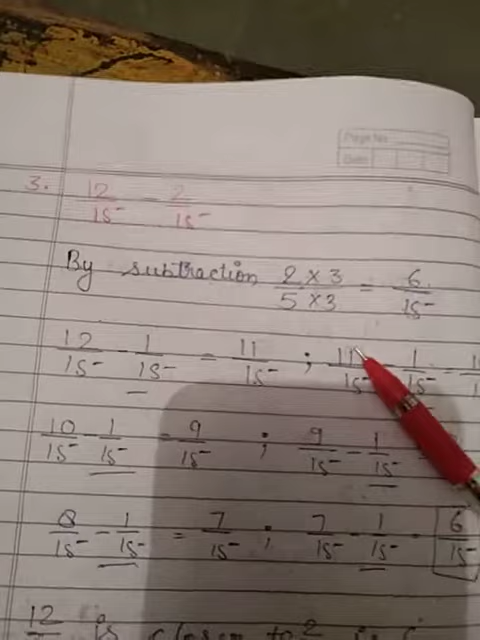 Page No.
Date
3. 12/15 - 2/15
By subtraction 2×3/5×3 = 6/15
12/15 - 1/15 = 11/15 ; 11/15 - 1/15 =
10/15 - 1/15 = 9/15 ; 9/15 - 1/15
8/15 - 1/15 = 7/15 ; 7/15 - 1/15 = 6/15
12 is closer to 2